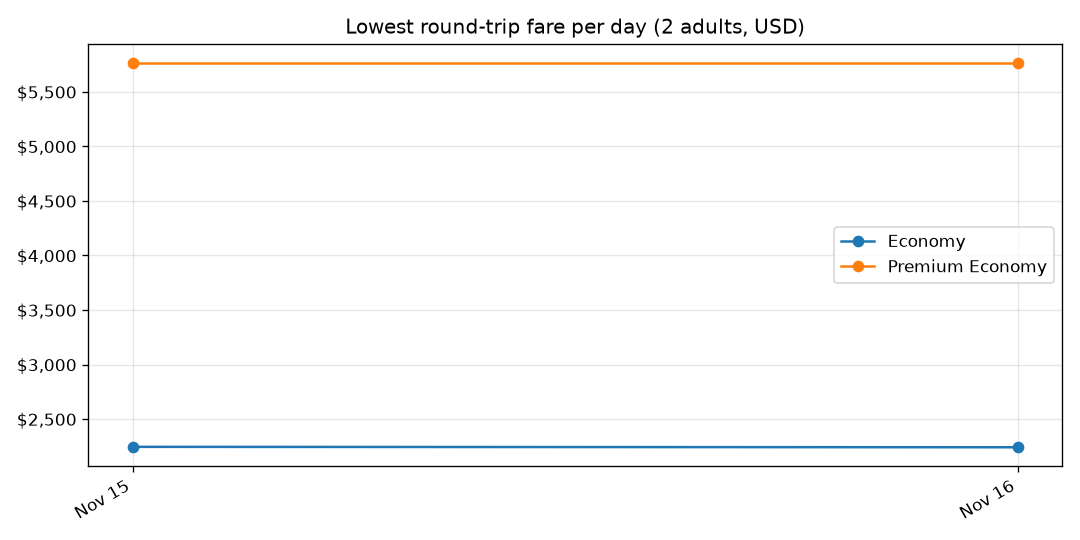 Lowest round-trip fare per day (2 adults, USD)
$5,500
$5,000
$4,500
$4,000
$3,500
$3,000
$2,500
Economy
Premium Economy
Nov 15
Nov 16